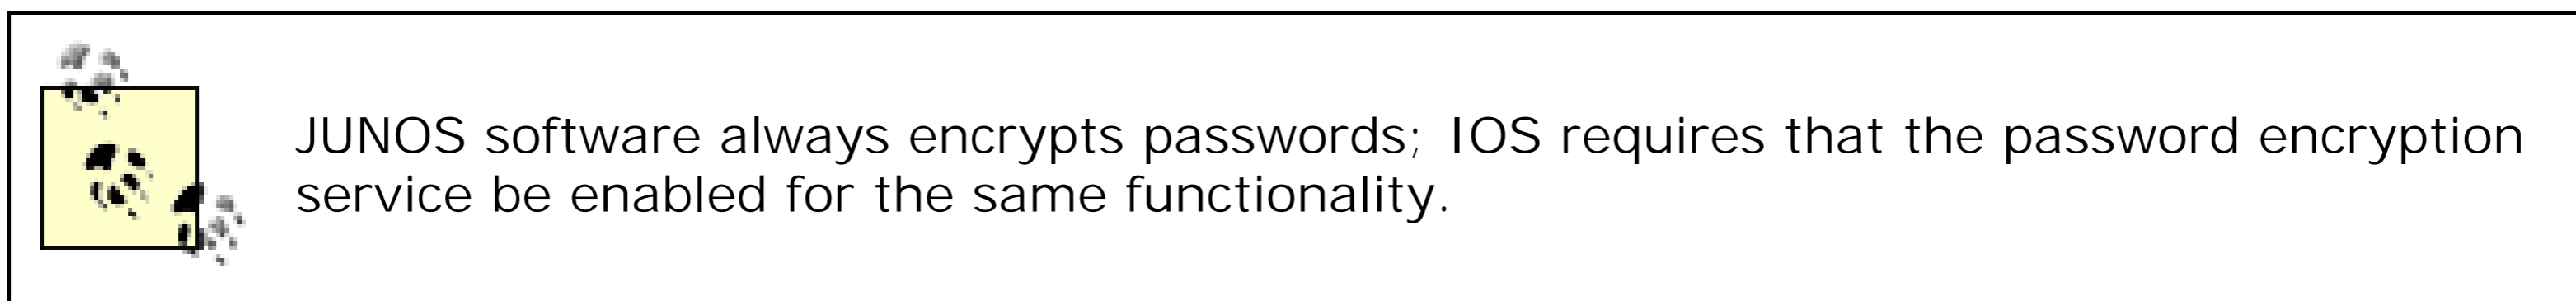 JUNOS software always encrypts passwords; IOS requires that the password encryption
service be enabled for the same functionality.